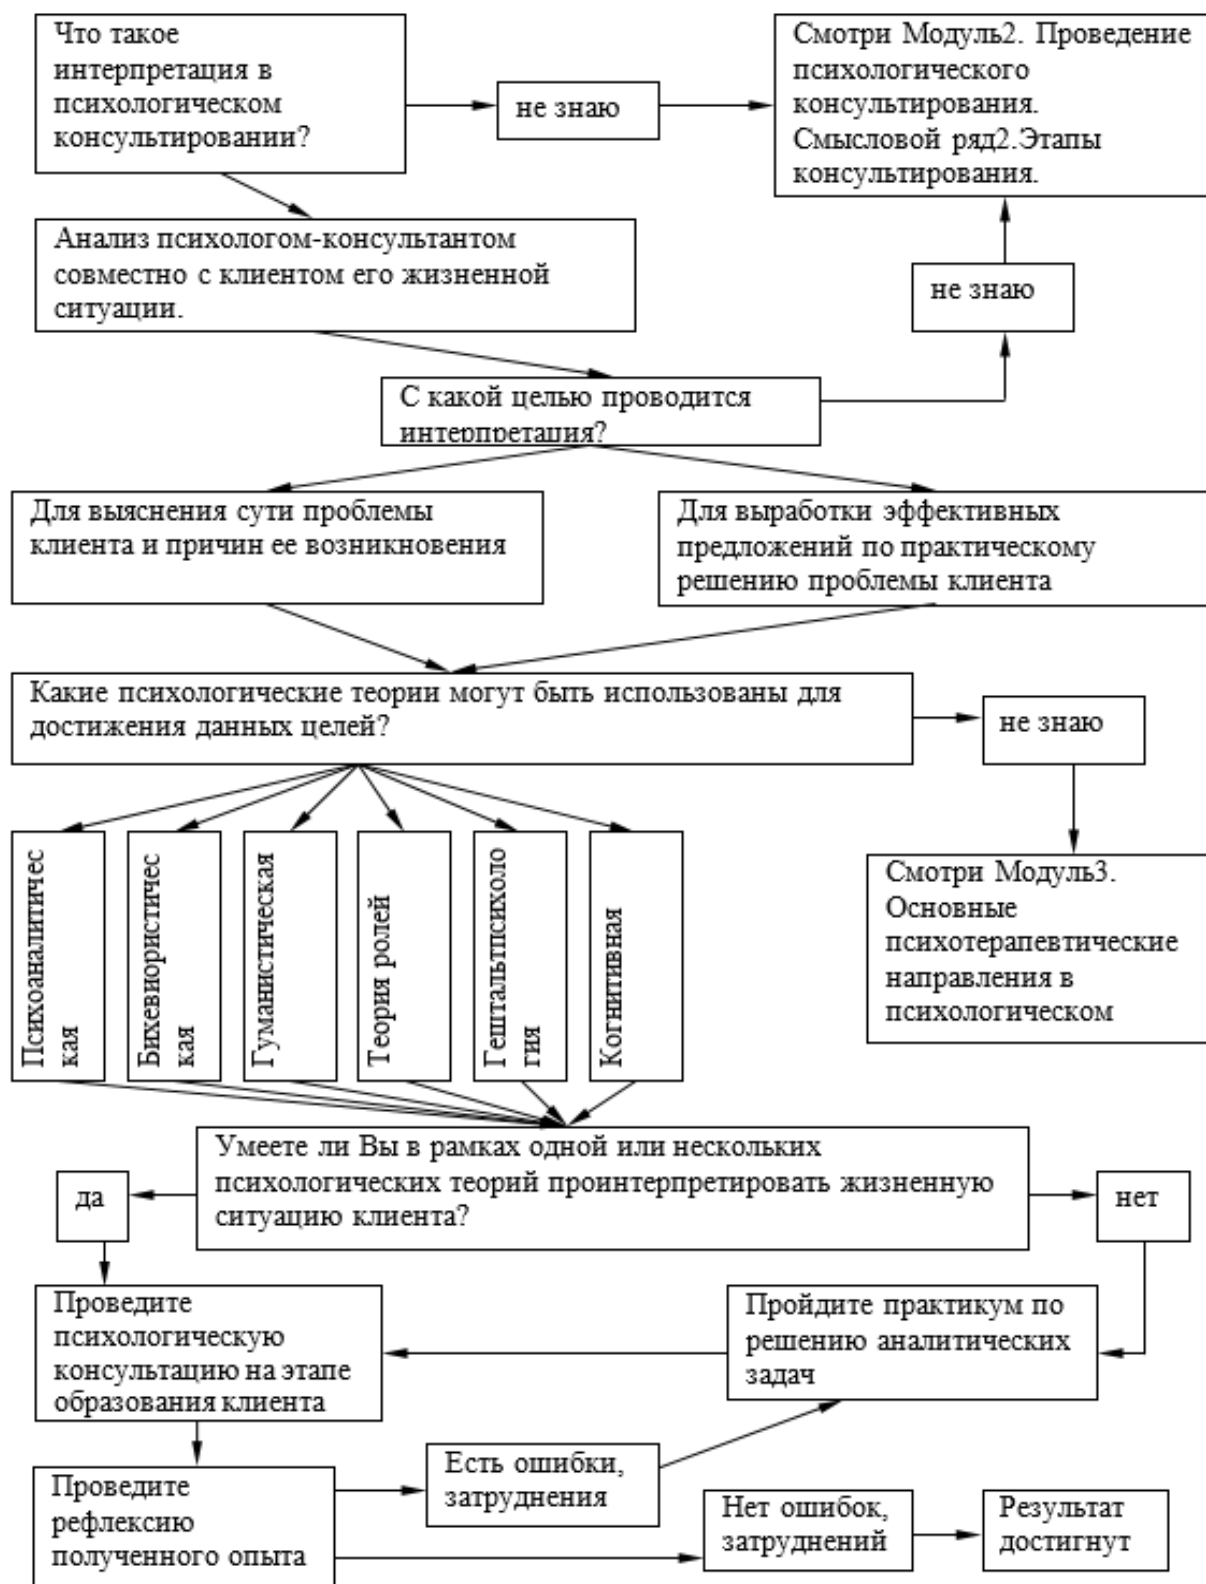 Что такое
интерпретация в
психологическом
консультировании?
не знаю
Смотри Модуль2. Проведение
психологического
консультирования.
Смысловой ряд2.Этапы
консультирования.
Анализ психологом-консультантом
совместно с клиентом его жизненной
ситуации.
не знаю
С какой целью проводится
интерпретация?
Для выяснения сути проблемы
клиента и причин ее возникновения
Для выработки эффективных
предложений по практическому
решению проблемы клиента
Какие психологические теории могут быть использованы для
достижения данных целей?
не знаю
Психоаналитичес
кая
Бихевиористичес
кая
Гуманистическая
Теория ролей
Гештальтпсихоло
гия
Когнитивная
Смотри Модуль3.
Основные
психотерапевтические
направления в
психологическом
Умеете ли Вы в рамках одной или нескольких
психологических теорий проинтерпретировать жизненную
ситуацию клиента?
да
нет
Проведите
психологическую
консультацию на этапе
образования клиента
Пройдите практикум по
решению аналитических
задач
Проведите
рефлексию
полученного опыта
Есть ошибки,
затруднения
Нет ошибок,
затруднений
Результат
достигнут